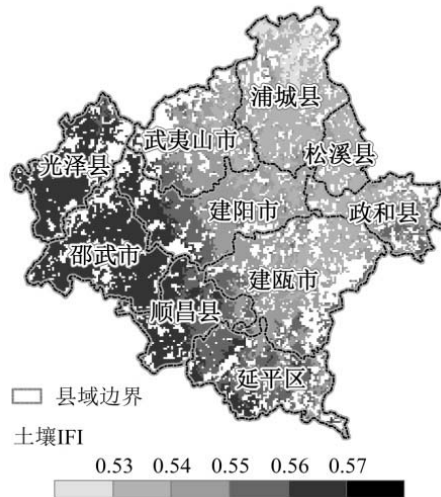 浦城县
武夷山市
松溪县
光泽县
建阳市
政和县
邵武市
建瓯市
顺昌县
延平区
县域边界
土壤IFI
0.53 0.54 0.55 0.56 0.57